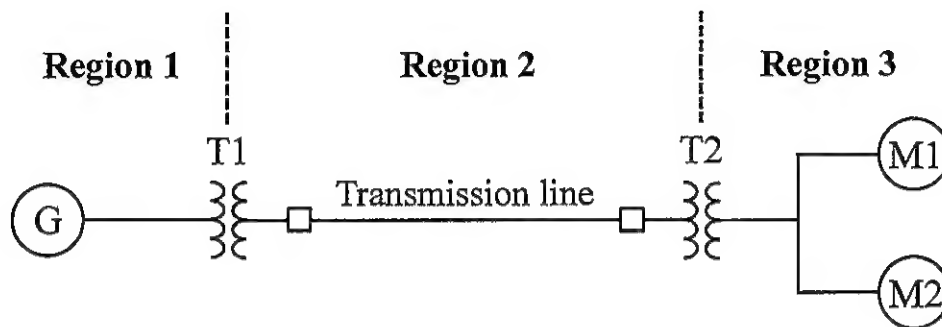 Region 1
Region 2
Region 3
T1
T2
M1
Transmission line
G
M2